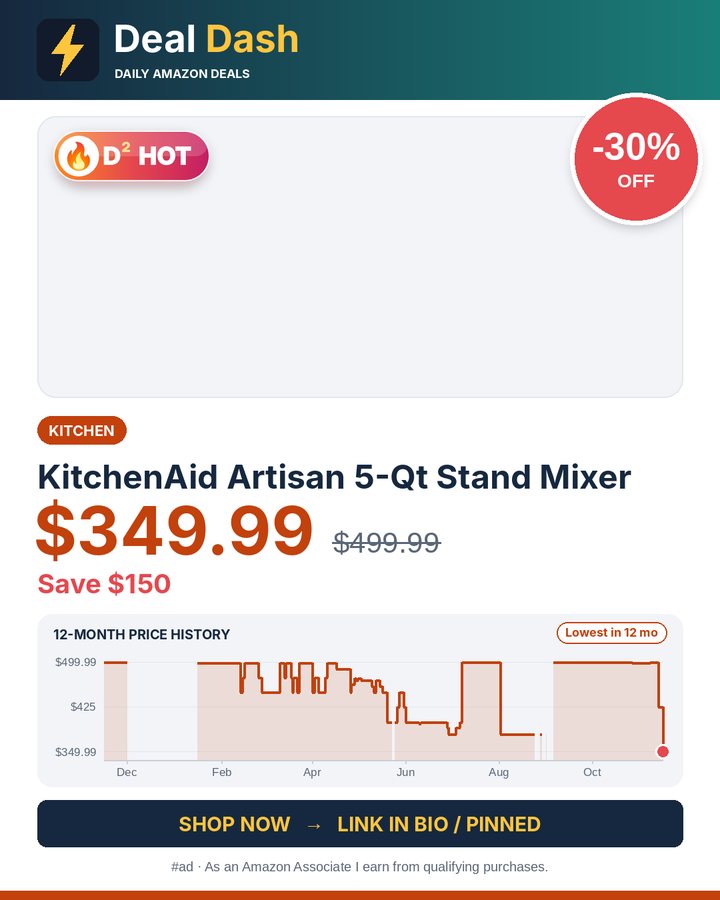 Deal Dash
DAILY AMAZON DEALS
D² HOT
-30%
OFF
KITCHEN
KitchenAid Artisan 5-Qt Stand Mixer
$349.99 $499.99
Save $150
12-MONTH PRICE HISTORY
Lowest in 12 mo
$499.99
$425
$349.99
Dec Feb Apr Jun Aug Oct
SHOP NOW → LINK IN BIO / PINNED
#ad · As an Amazon Associate I earn from qualifying purchases.